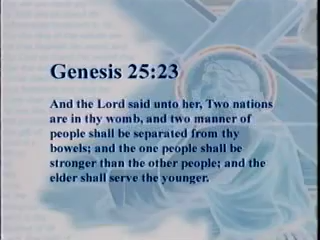 Genesis 25:23
And the Lord said unto her, Two nations
are in thy womb, and two manner of
people shall be separated from thy
bowels; and the one people shall be
stronger than the other people; and the
elder shall serve the younger.